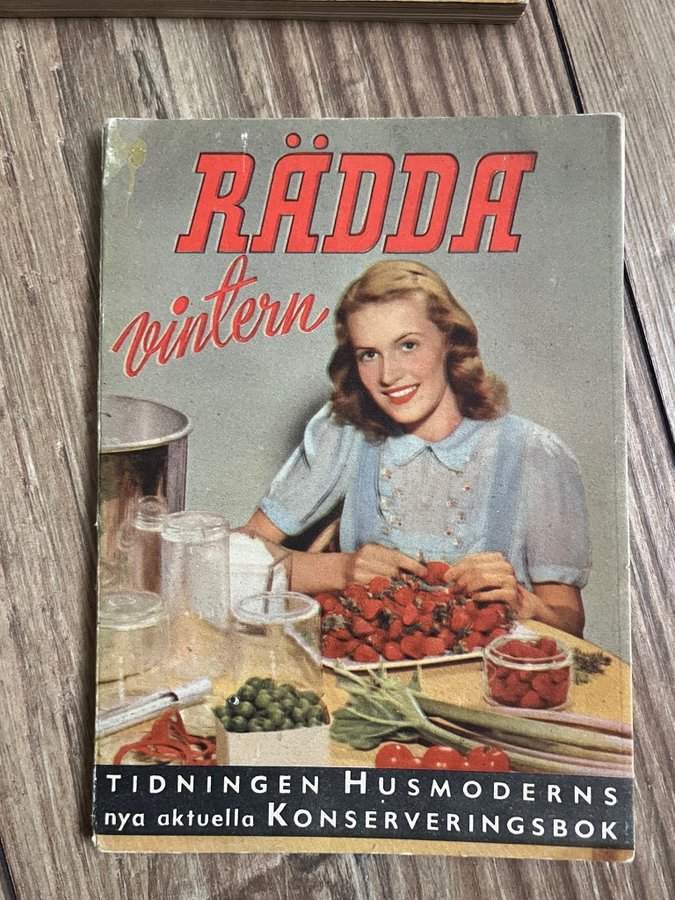 RÄDDA
vintern
TIDNINGEN HUSMODERNS
nya aktuella KONSERVERINGSBOK